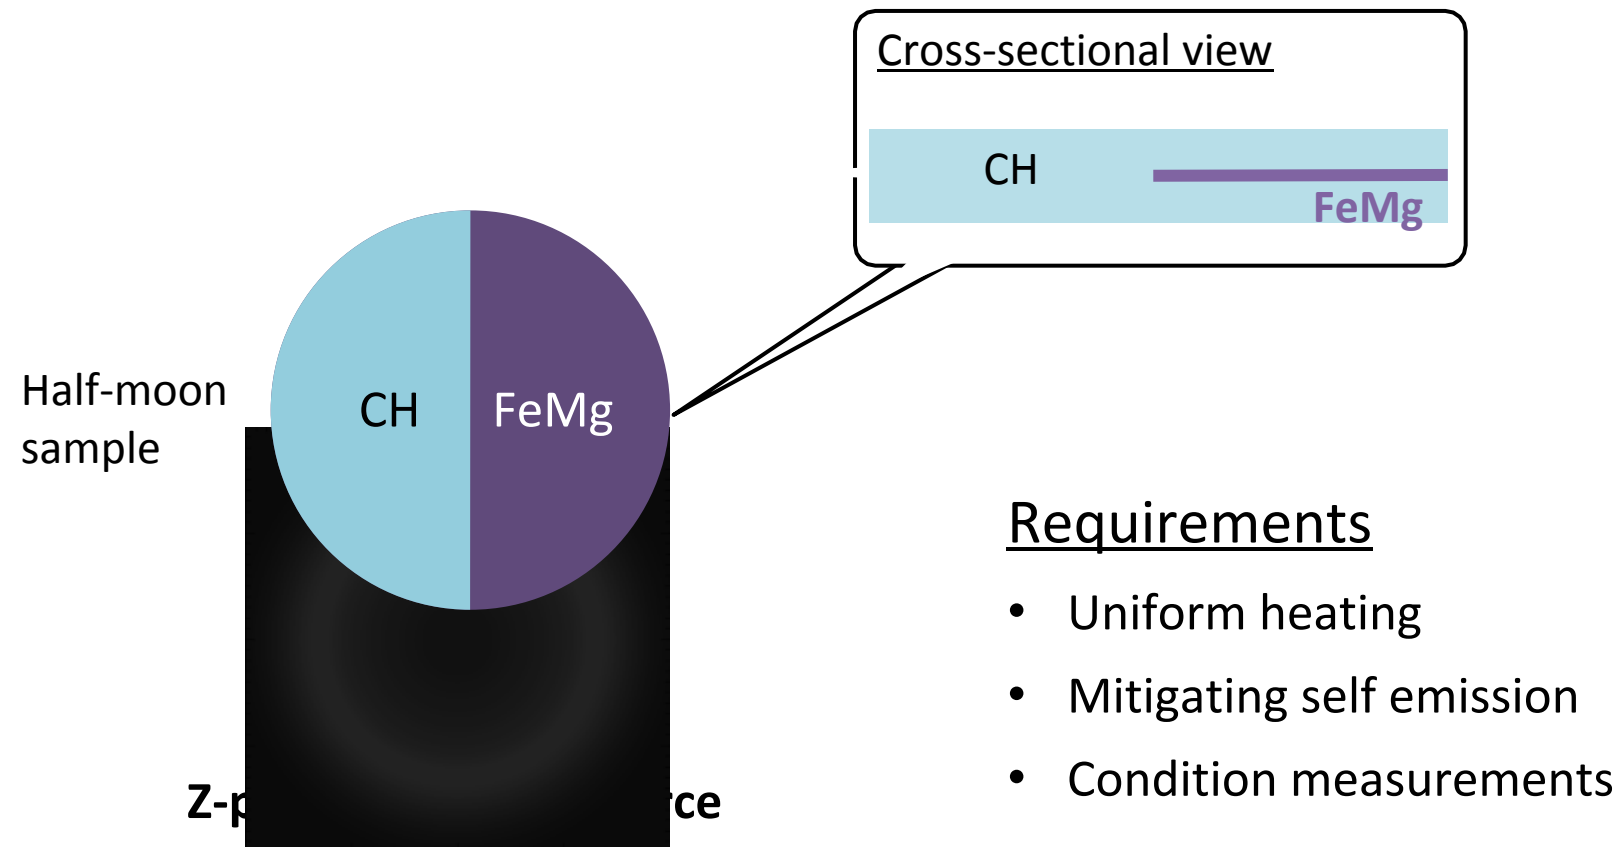 Cross-sectional view
CH
FeMg
Half-moon
sample
CH
FeMg
Requirements
• Uniform heating
• Mitigating self emission
• Condition measurements